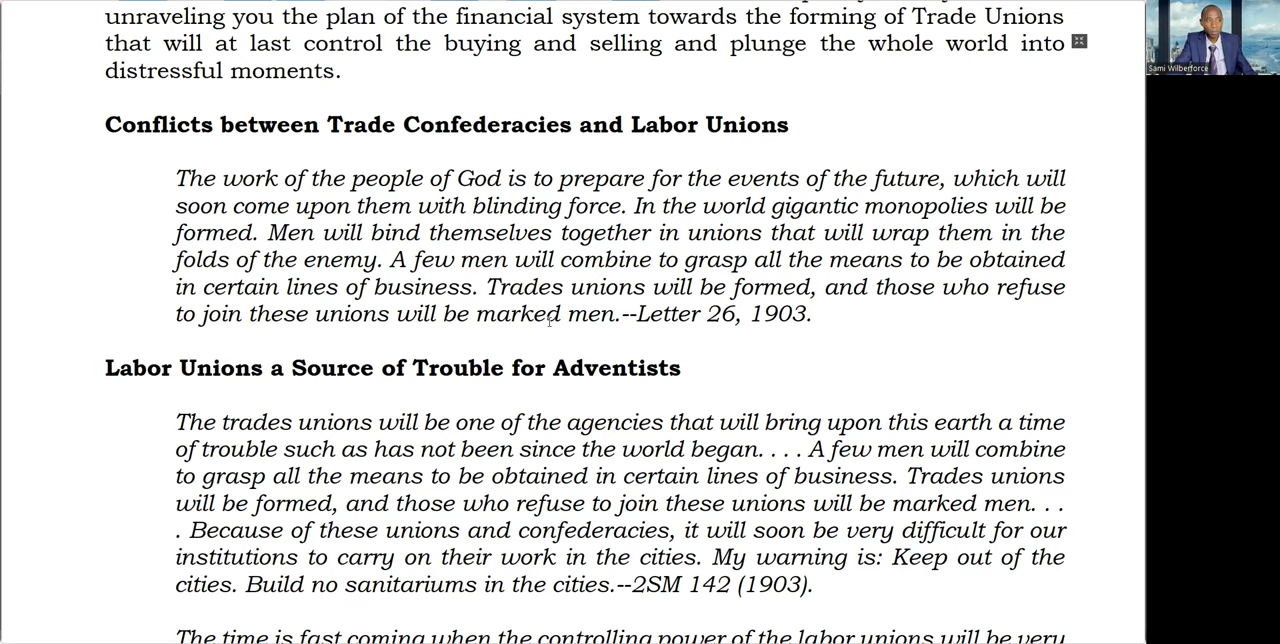 unraveling you the plan of the financial system towards the forming of Trade Unions
that will at last control the buying and selling and plunge the whole world into
distressful moments.
Conflicts between Trade Confederacies and Labor Unions
The work of the people of God is to prepare for the events of the future, which will
soon come upon them with blinding force. In the world gigantic monopolies will be
formed. Men will bind themselves together in unions that will wrap them in the
folds of the enemy. A few men will combine to grasp all the means to be obtained
in certain lines of business. Trades unions will be formed, and those who refuse
to join these unions will be marked men.--Letter 26, 1903.
Labor Unions a Source of Trouble for Adventists
The trades unions will be one of the agencies that will bring upon this earth a time
of trouble such as has not been since the world began. . . . A few men will combine
to grasp all the means to be obtained in certain lines of business. Trades unions
will be formed, and those who refuse to join these unions will be marked men. . .
. Because of these unions and confederacies, it will soon be very difficult for our
institutions to carry on their work in the cities. My warning is: Keep out of the
cities. Build no sanitariums in the cities.--2SM 142 (1903).
The time is fast coming when the controlling power of the labor unions will be very
Sami Wilberforce